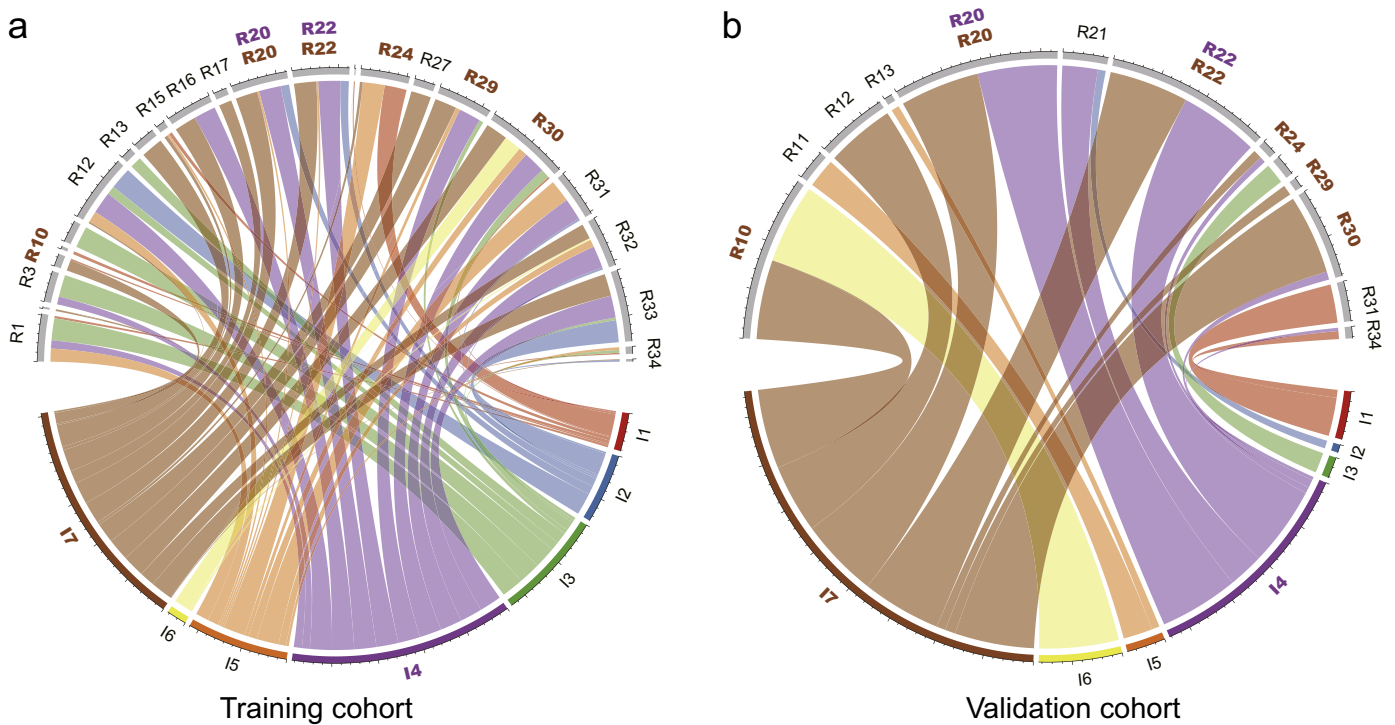 a
R1
R3
R10
R12
R13
R15
R16
R17
R20
R20
R22
R22
R24
R27
R29
R30
R31
R32
R33
R34
I1
I2
I3
I4
I5
I6
I7
Training cohort
b
R10
R11
R12
R13
R20
R20
R21
R22
R22
R24
R29
R30
R31
R34
I1
I2
I3
I4
I5
I6
I7
Validation cohort